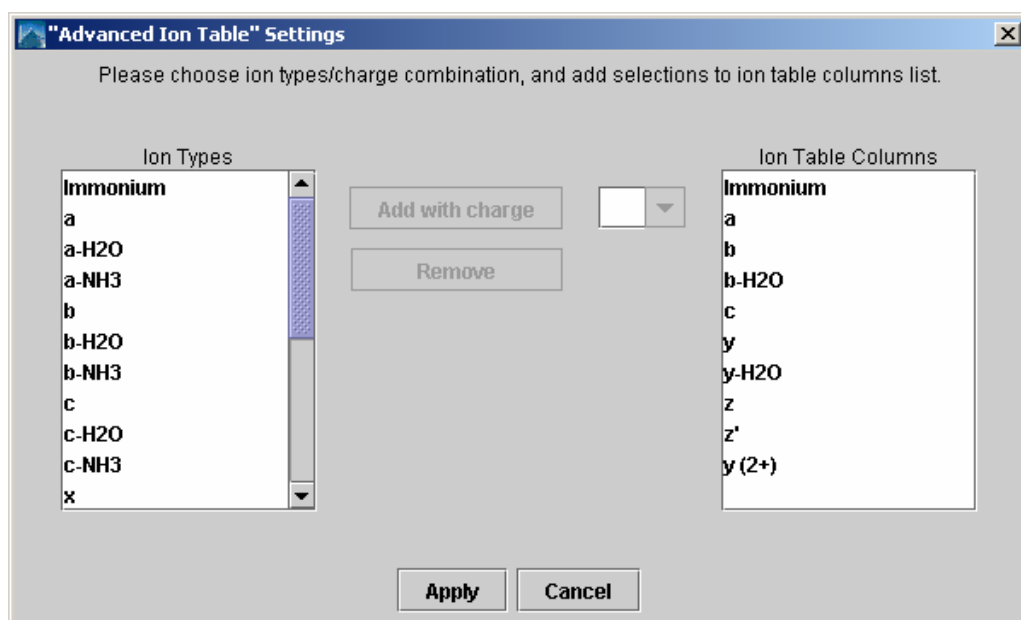 "Advanced Ion Table" Settings
Please choose ion types/charge combination, and add selections to ion table columns list.
Ion Types
Immonium
a
a-H2O
a-NH3
b
b-H2O
b-NH3
c
c-H2O
c-NH3
x
Add with charge
Remove
Ion Table Columns
Immonium
a
b
b-H2O
c
y
y-H2O
z
z'
y (2+)
Apply
Cancel